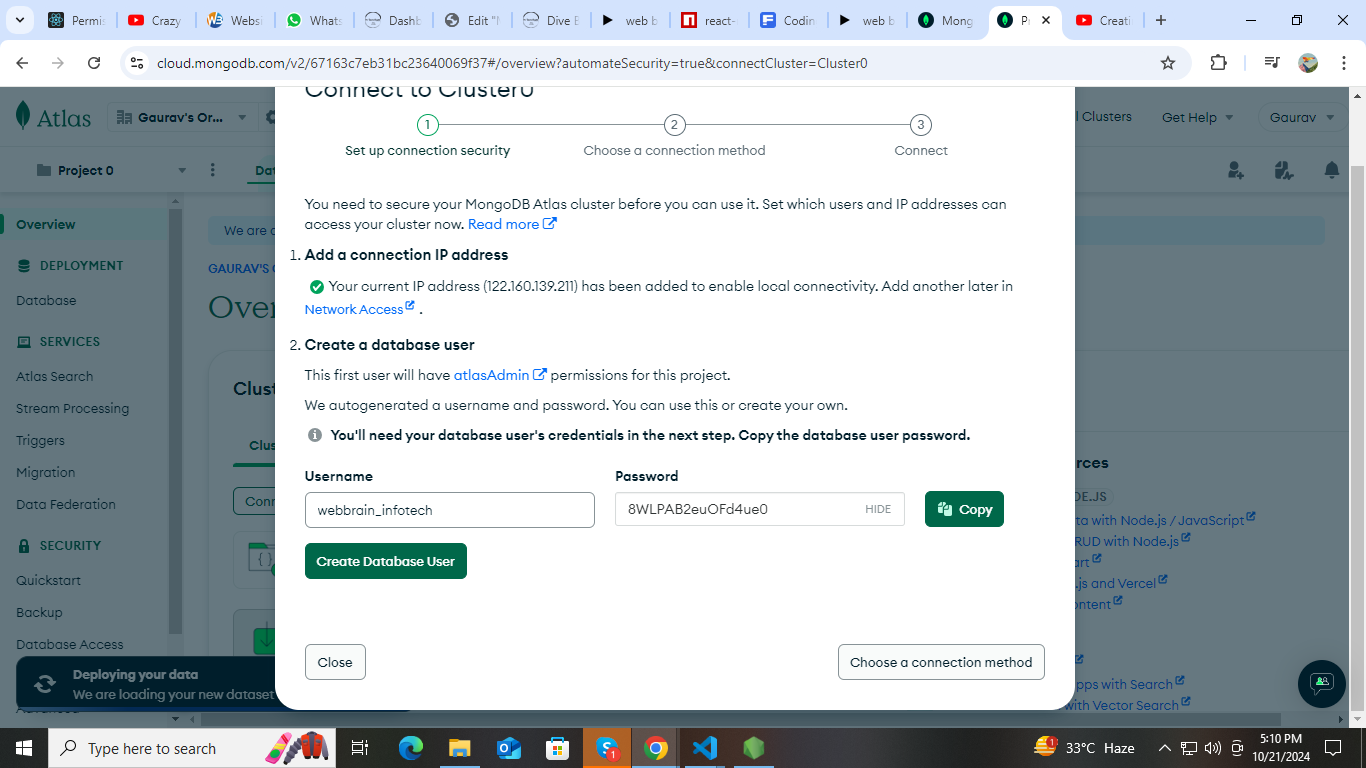 Permis
Crazy
Websi
Whats
Dashb
Edit "I
Dive E
web b
react-
Codin
web b
Mong
Pr
Creati
cloud.mongodb.com/v2/67163c7eb31bc23640069f37#/overview?automateSecurity=true&connectCluster=Cluster0
Connect to Cluster0
Atlas
Gaurav's Or...
l Clusters
Get Help
Gaurav
1 2 3
Set up connection security Choose a connection method Connect
Project 0
Dat
You need to secure your MongoDB Atlas cluster before you can use it. Set which users and IP addresses can
access your cluster now. Read more
Overview
We are d
1. Add a connection IP address
DEPLOYMENT
GAURAV'S O
Your current IP address (122.160.139.211) has been added to enable local connectivity. Add another later in
Database
Over
Network Access .
SERVICES
2. Create a database user
Atlas Search
This first user will have atlasAdmin permissions for this project.
Clust
Stream Processing
We autogenerated a username and password. You can use this or create your own.
Triggers
Clus
You'll need your database user's credentials in the next step. Copy the database user password.
Migration
rces
Username Password
Data Federation
Conn
DE.JS
webbrain_infotech
8WLPAB2euOFd4ue0 HIDE
Copy
ta with Node.js / JavaScript
RUD with Node.js
SECURITY
Create Database User
art
Quickstart
.js and Vercel
Backup
ontent
Database Access
Close
Choose a connection method
Deploying your data
We are loading your new dataset
pps with Search
with Vector Search
Advanced
Type here to search
1
1
33°C Haze
5:10 PM
10/21/2024